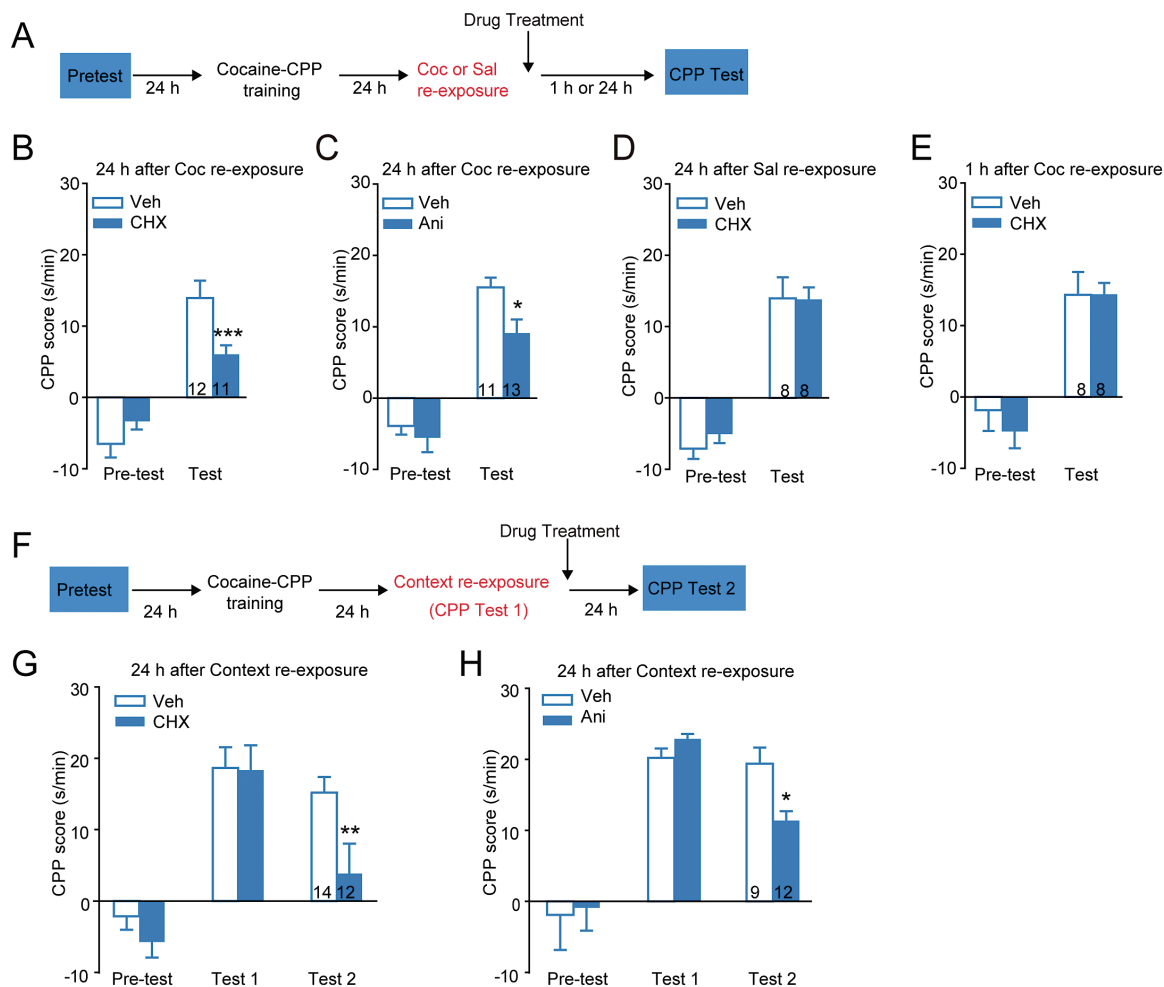 A
Drug Treatment
Pretest
24 h
Cocaine-CPP
training
24 h
Coc or Sal
re-exposure
1 h or 24 h
CPP Test
B
24 h after Coc re-exposure
CPP score (s/min)
30
20
10
0
-10
Veh
CHX
***
12 11
Pre-test Test
C
24 h after Coc re-exposure
CPP score (s/min)
30
20
10
0
-10
Veh
Ani
*
11 13
Pre-test Test
D
24 h after Sal re-exposure
CPP score (s/min)
30
20
10
0
-10
Veh
CHX
8 8
Pre-test Test
E
1 h after Coc re-exposure
CPP score (s/min)
30
20
10
0
-10
Veh
CHX
8 8
Pre-test Test
F
Drug Treatment
Pretest
24 h
Cocaine-CPP
training
24 h
Context re-exposure
(CPP Test 1)
24 h
CPP Test 2
G
24 h after Context re-exposure
CPP score (s/min)
30
20
10
0
-10
Veh
CHX
**
14 12
Pre-test Test 1 Test 2
H
24 h after Context re-exposure
CPP score (s/min)
30
20
10
0
-10
Veh
Ani
*
9 12
Pre-test Test 1 Test 2